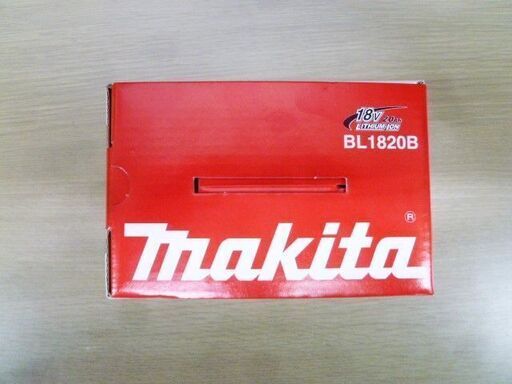 18V 2.0Ah
LITHIUM-ION
BL1820B
makita®